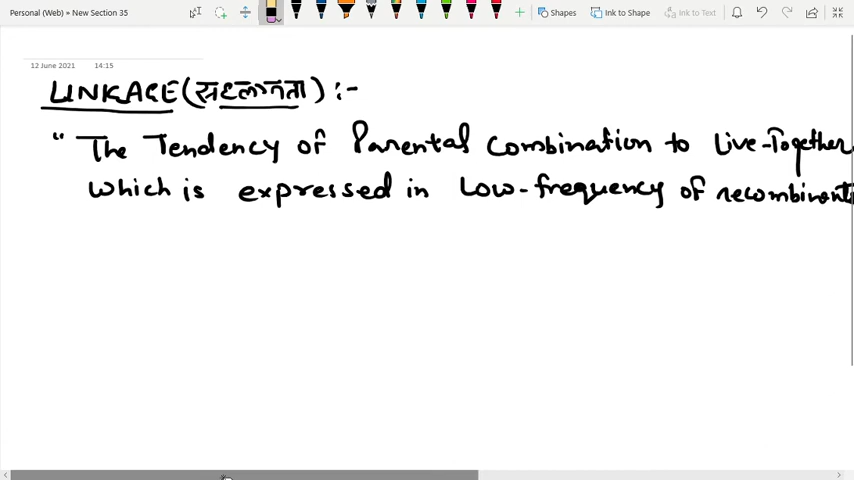 Personal (Web) » New Section 35
Shapes
Ink to Shape
Ink to Text
12 June 2021 14:15
LINKAGE (सहलग्नता) :-
" The Tendency of Parental Combination to Live-Together
which is expressed in Low-frequency of recombinant